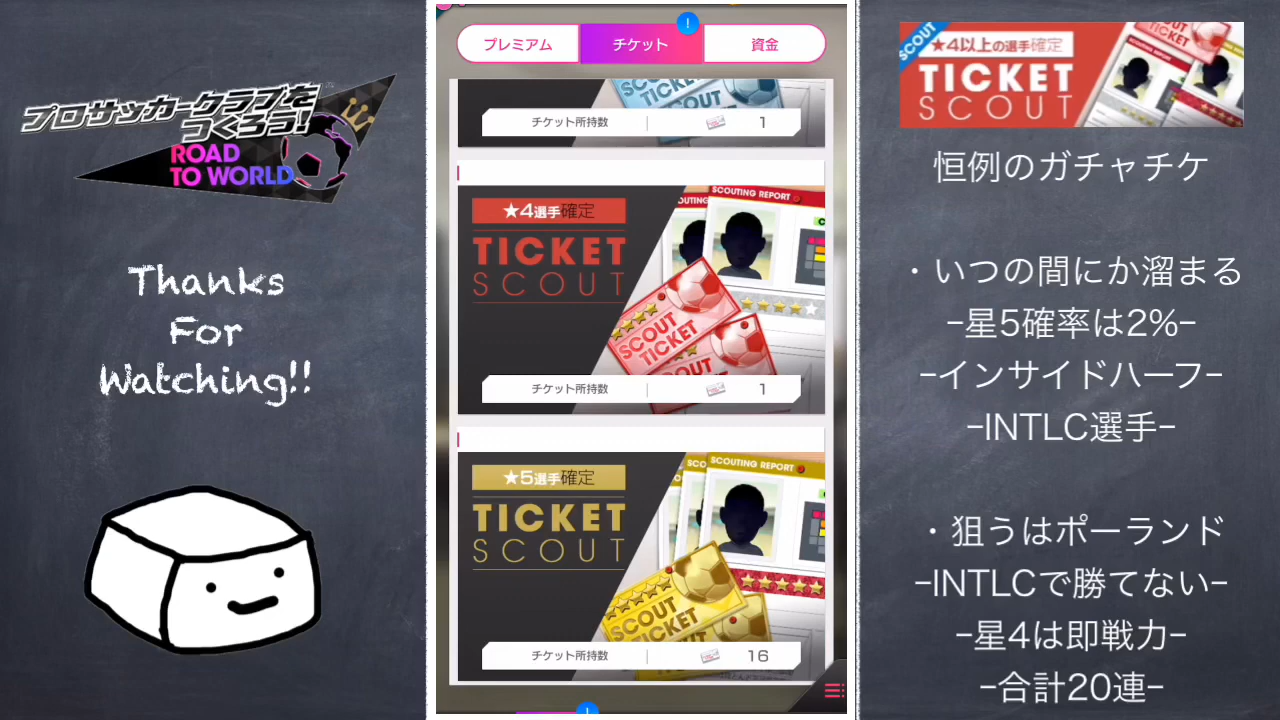 プロサッカークラブを
つくろう!
ROAD
TO WORLD
Thanks
For
Watching!!
プレミアム
チケット
!
資金
TICKE
SCOUT
チケット所持数
1
★4選手確定
TICKET
SCOUT
SCOUTING REPORT
SCOUT
TICKET
チケット所持数
1
★5選手確定
TICKET
SCOUT
SCOUTING REPORT
SCOUT
TICKET
チケット所持数
16
!
SCOUT
★4以上の選手確定
TICKET
SCOUT
恒例のガチャチケ
・いつの間にか溜まる
-星5確率は2%-
-インサイドハーフ-
-INTLC選手-
・狙うはポーランド
-INTLCで勝てない-
-星4は即戦力-
-合計20連-